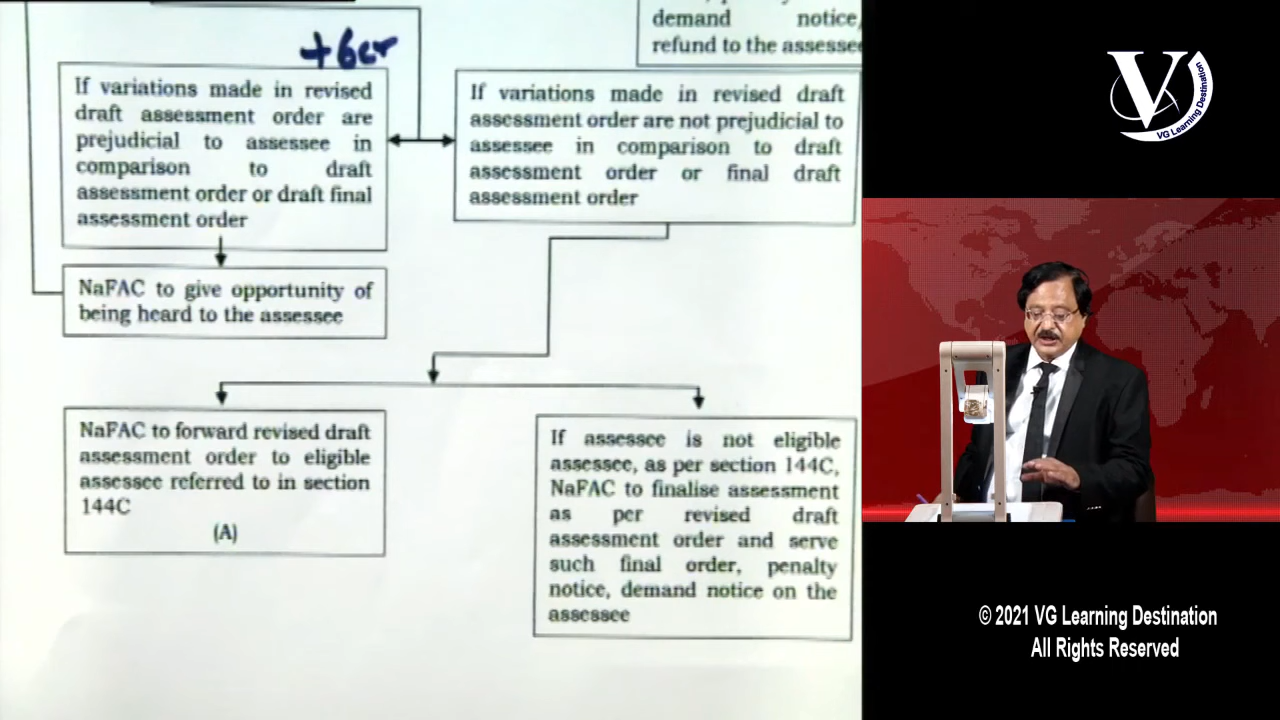 demand notice,
refund to the assessee
+6cr
If variations made in revised
draft assessment order are
prejudicial to assessee in
comparison to draft
assessment order or draft final
assessment order
If variations made in revised draft
assessment order are not prejudicial to
assessee in comparison to draft
assessment order or final draft
assessment order
NaFAC to give opportunity of
being heard to the assessee
NaFAC to forward revised draft
assessment order to eligible
assessee referred to in section
144C
(A)
If assessee is not eligible
assessee, as per section 144C,
NaFAC to finalise assessment
as per revised draft
assessment order and serve
such final order, penalty
notice, demand notice on the
assessee
V
VG Learning Destination
© 2021 VG Learning Destination
All Rights Reserved